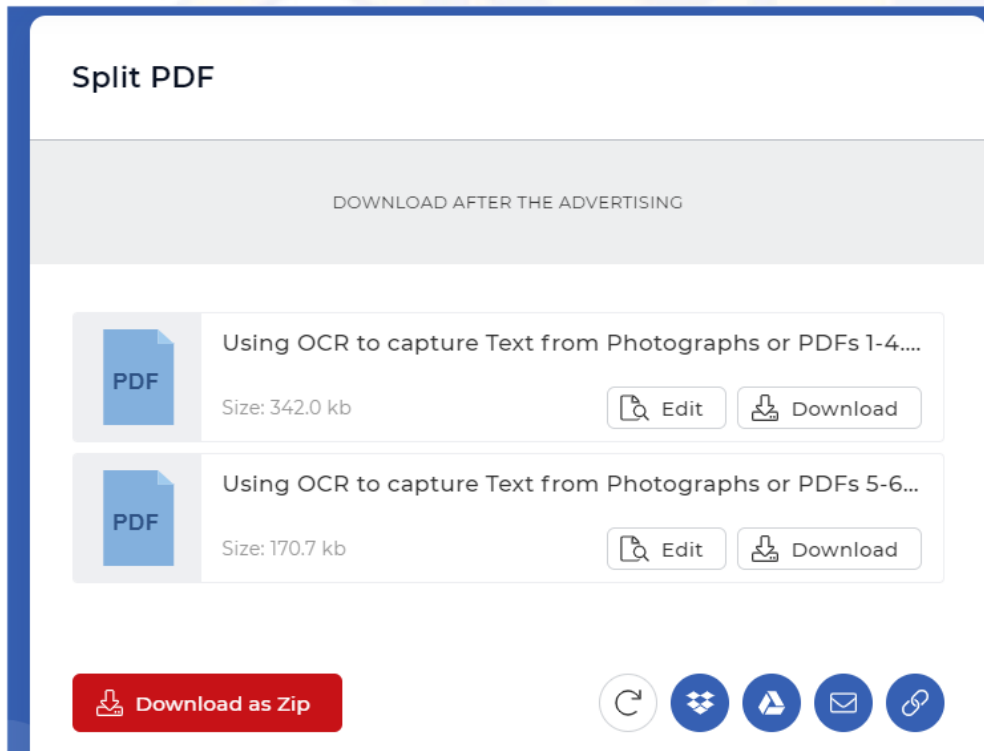 Split PDF
DOWNLOAD AFTER THE ADVERTISING
PDF
Using OCR to capture Text from Photographs or PDFs 1-4....
Size: 342.0 kb
Edit
Download
PDF
Using OCR to capture Text from Photographs or PDFs 5-6...
Size: 170.7 kb
Edit
Download
Download as Zip